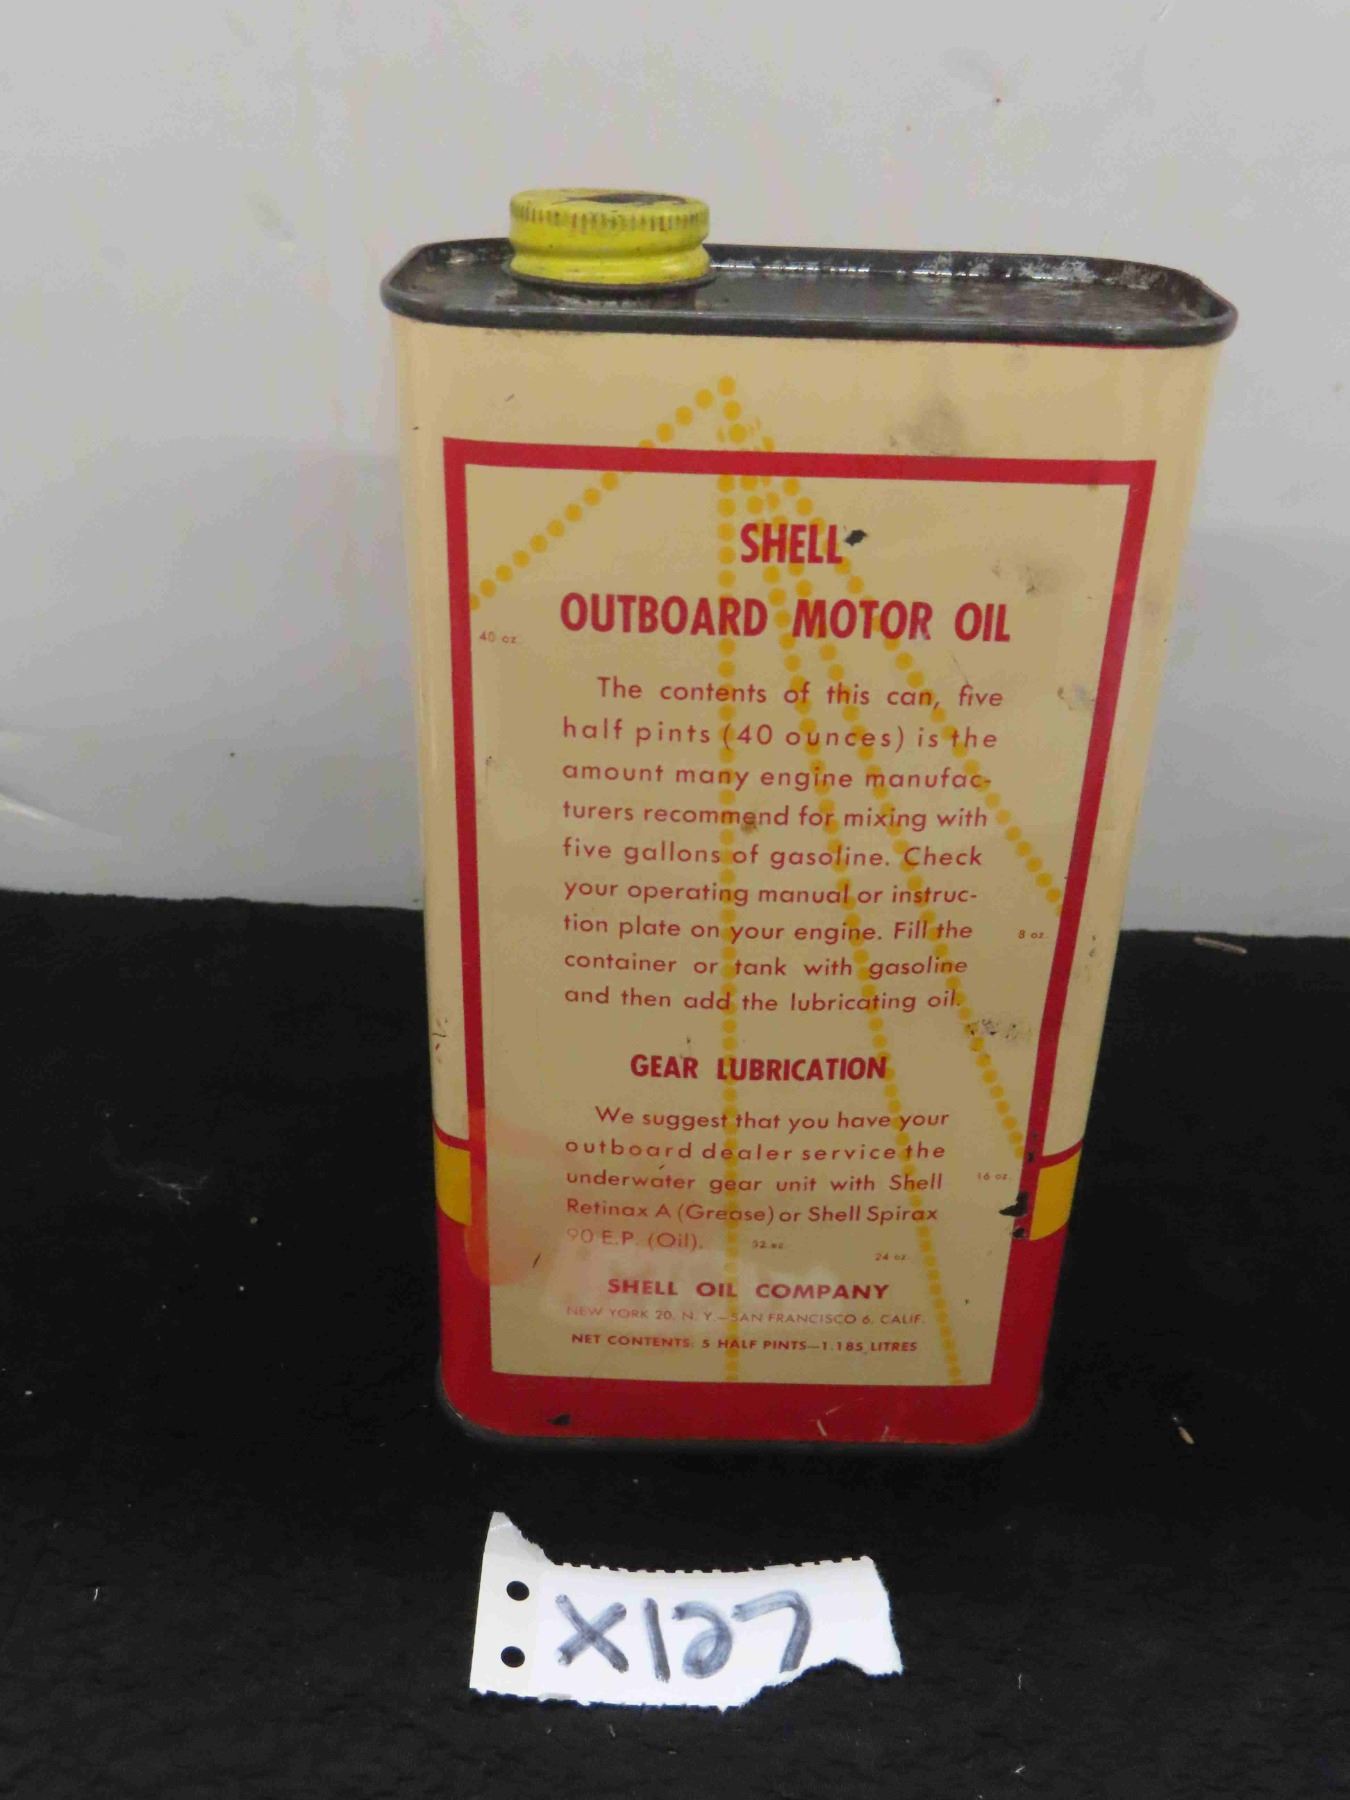 SHELL
OUTBOARD MOTOR OIL
40 oz.
The contents of this can, five
half pints (40 ounces) is the
amount many engine manufac-
turers recommend for mixing with
five gallons of gasoline. Check
your operating manual or instruc-
tion plate on your engine. Fill the
8 oz.
container or tank with gasoline
and then add the lubricating oil.
GEAR LUBRICATION
We suggest that you have your
outboard dealer service the
16 oz.
underwater gear unit with Shell
Retinax A (Grease) or Shell Spirax
90 E.P. (Oil).
32 oz.
24 oz.
SHELL OIL COMPANY
NEW YORK 20, N. Y.—SAN FRANCISCO 6, CALIF.
NET CONTENTS: 5 HALF PINTS—1.185 LITRES
X127